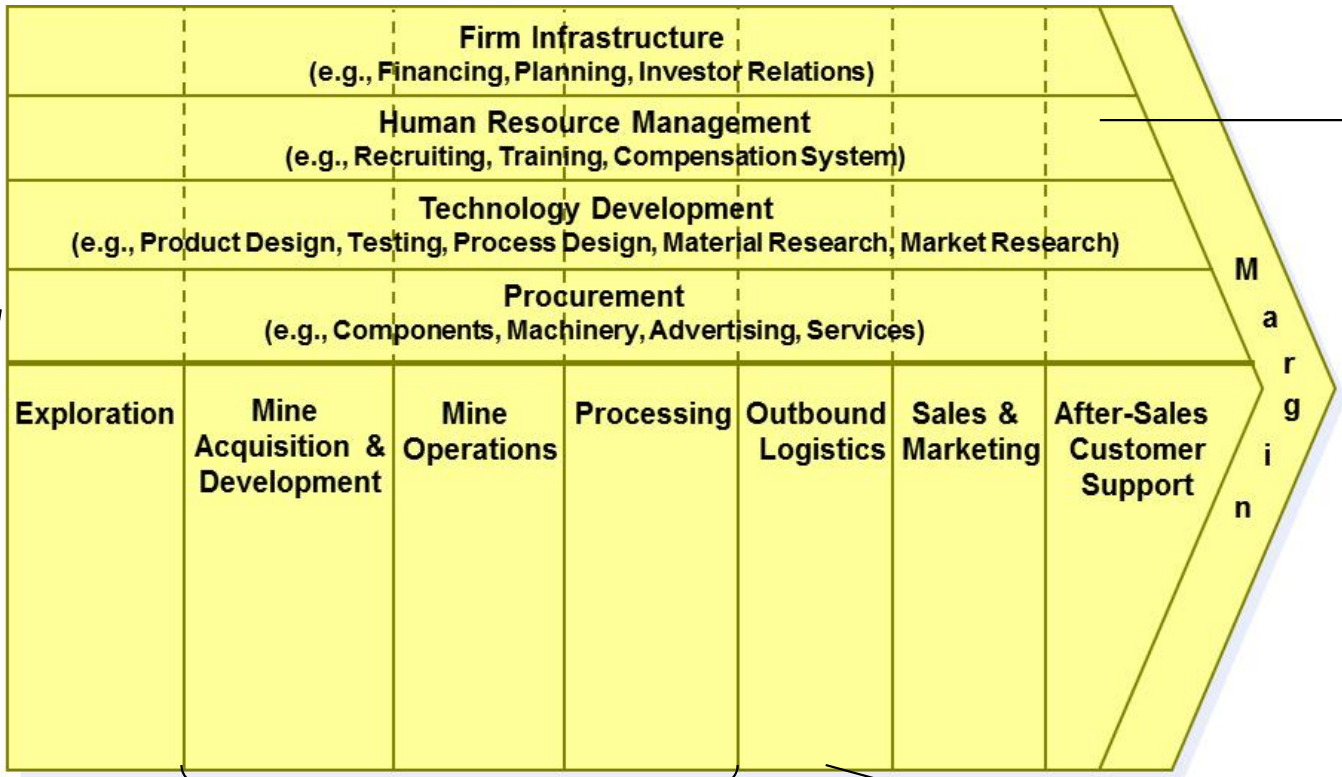 Firm Infrastructure
(e.g., Financing, Planning, Investor Relations)
Human Resource Management
(e.g., Recruiting, Training, Compensation System)
Technology Development
(e.g., Product Design, Testing, Process Design, Material Research, Market Research)
Procurement
(e.g., Components, Machinery, Advertising, Services)
Exploration
Mine
Acquisition &
Development
Mine
Operations
Processing
Outbound
Logistics
Sales &
Marketing
After-Sales
Customer
Support
Margin